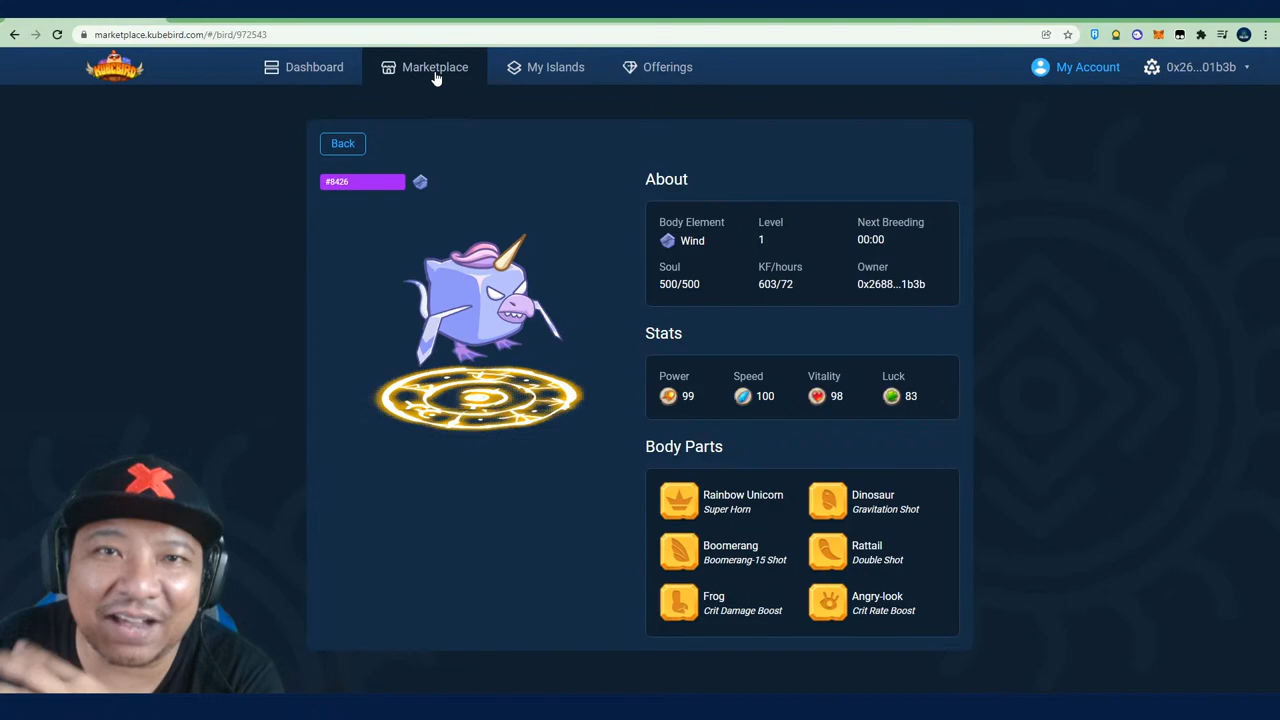 marketplace.kubebird.com/#/bird/972543
KUBEBIRD
Dashboard
Marketplace
My Islands
Offerings
My Account
0x26...01b3b
Back
#8426
About
Body Element
Level
Next Breeding
Wind
1
00:00
Soul
KF/hours
Owner
500/500
603/72
0x2688...1b3b
Stats
Power
Speed
Vitality
Luck
99
100
98
83
Body Parts
Rainbow Unicorn
Super Horn
Dinosaur
Gravitation Shot
Boomerang
Boomerang-15 Shot
Rattail
Double Shot
Frog
Crit Damage Boost
Angry-look
Crit Rate Boost